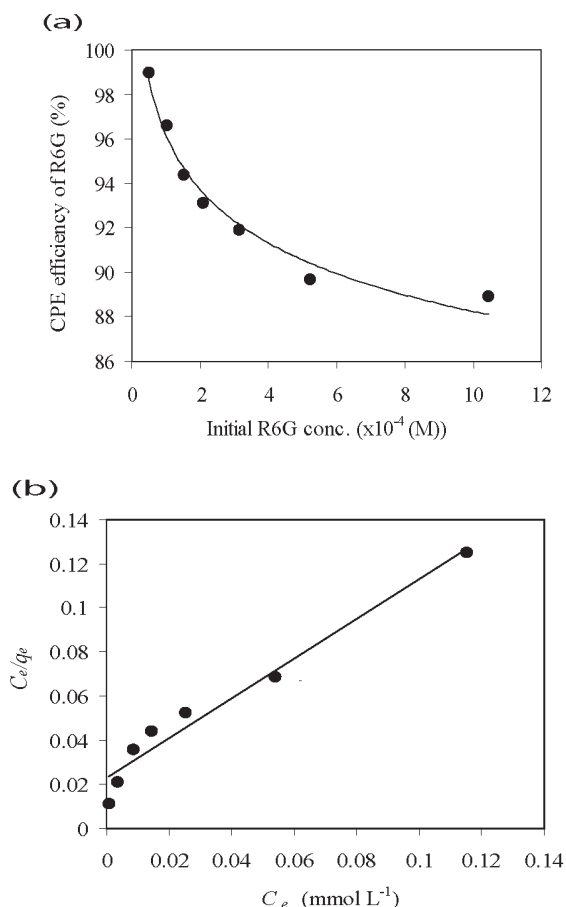 (a)
100
98
96
94
92
90
88
86
CPE efficiency of R6G (%)
0 2 4 6 8 10 12
Initial R6G conc. (x10⁻⁴ (M))
(b)
0.14
0.12
0.1
0.08
0.06
0.04
0.02
0
Ce/qe
0 0.02 0.04 0.06 0.08 0.1 0.12 0.14
C e (mmol L⁻¹)